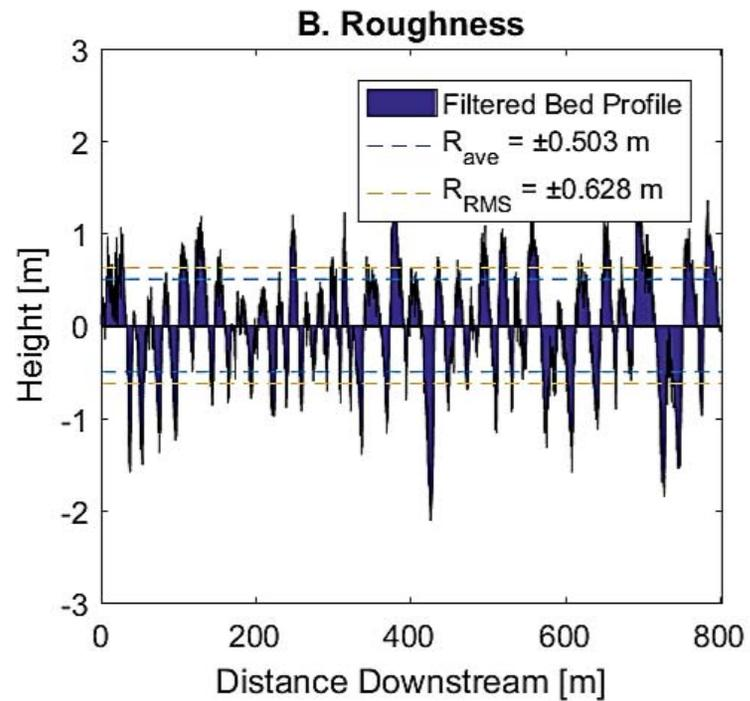 B. Roughness
3
2
1
0
-1
-2
-3
Height [m]
Filtered Bed Profile
R_ave = ±0.503 m
R_RMS = ±0.628 m
0 200 400 600 800
Distance Downstream [m]